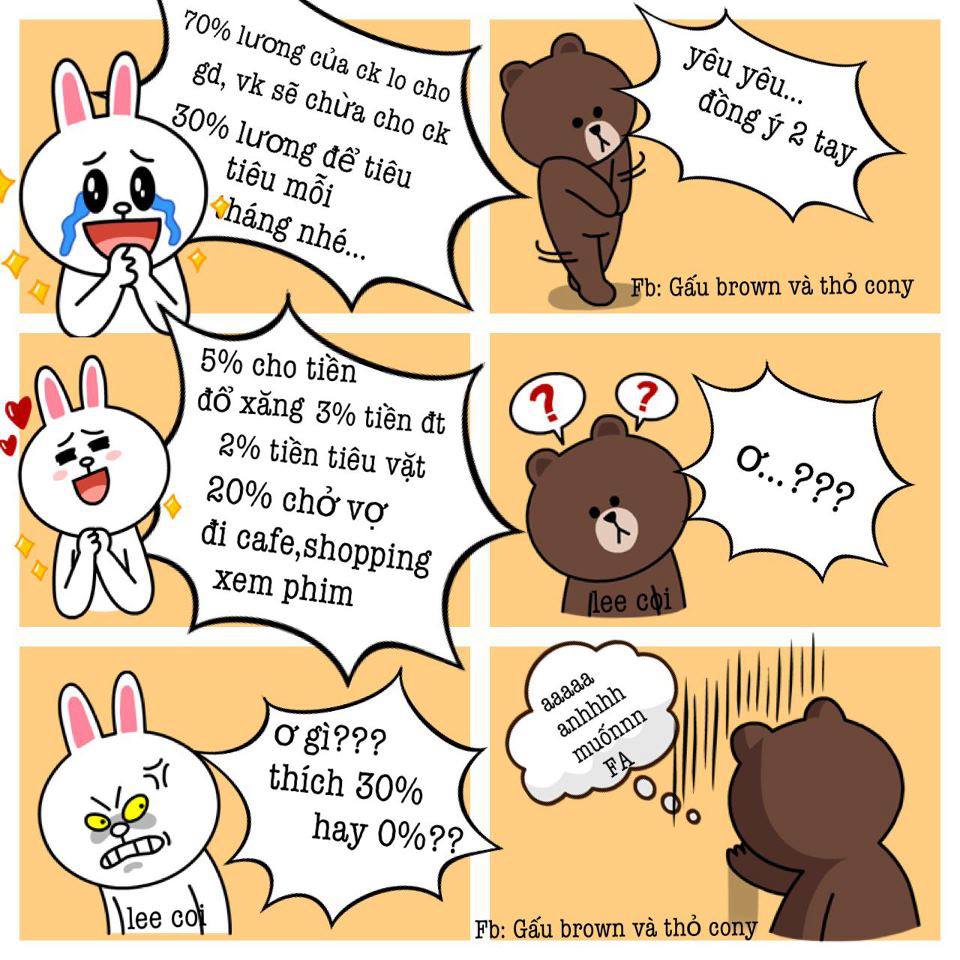 70% lương của ck lo cho
gd, vk sẽ chừa cho ck
30% lương để tiêu
tiêu mỗi
tháng nhé...
yêu yêu...
đồng ý 2 tay
Fb: Gấu brown và thỏ cony
5% cho tiền
đổ xăng 3% tiền đt
2% tiền tiêu vặt
20% chở vợ
đi cafe,shopping
xem phim
? ?
ơ...???
lee coi
ơ gì???
thích 30%
hay 0%??
lee coi
aaaaa
anhhhh
muốnnn
FA
Fb: Gấu brown và thỏ cony